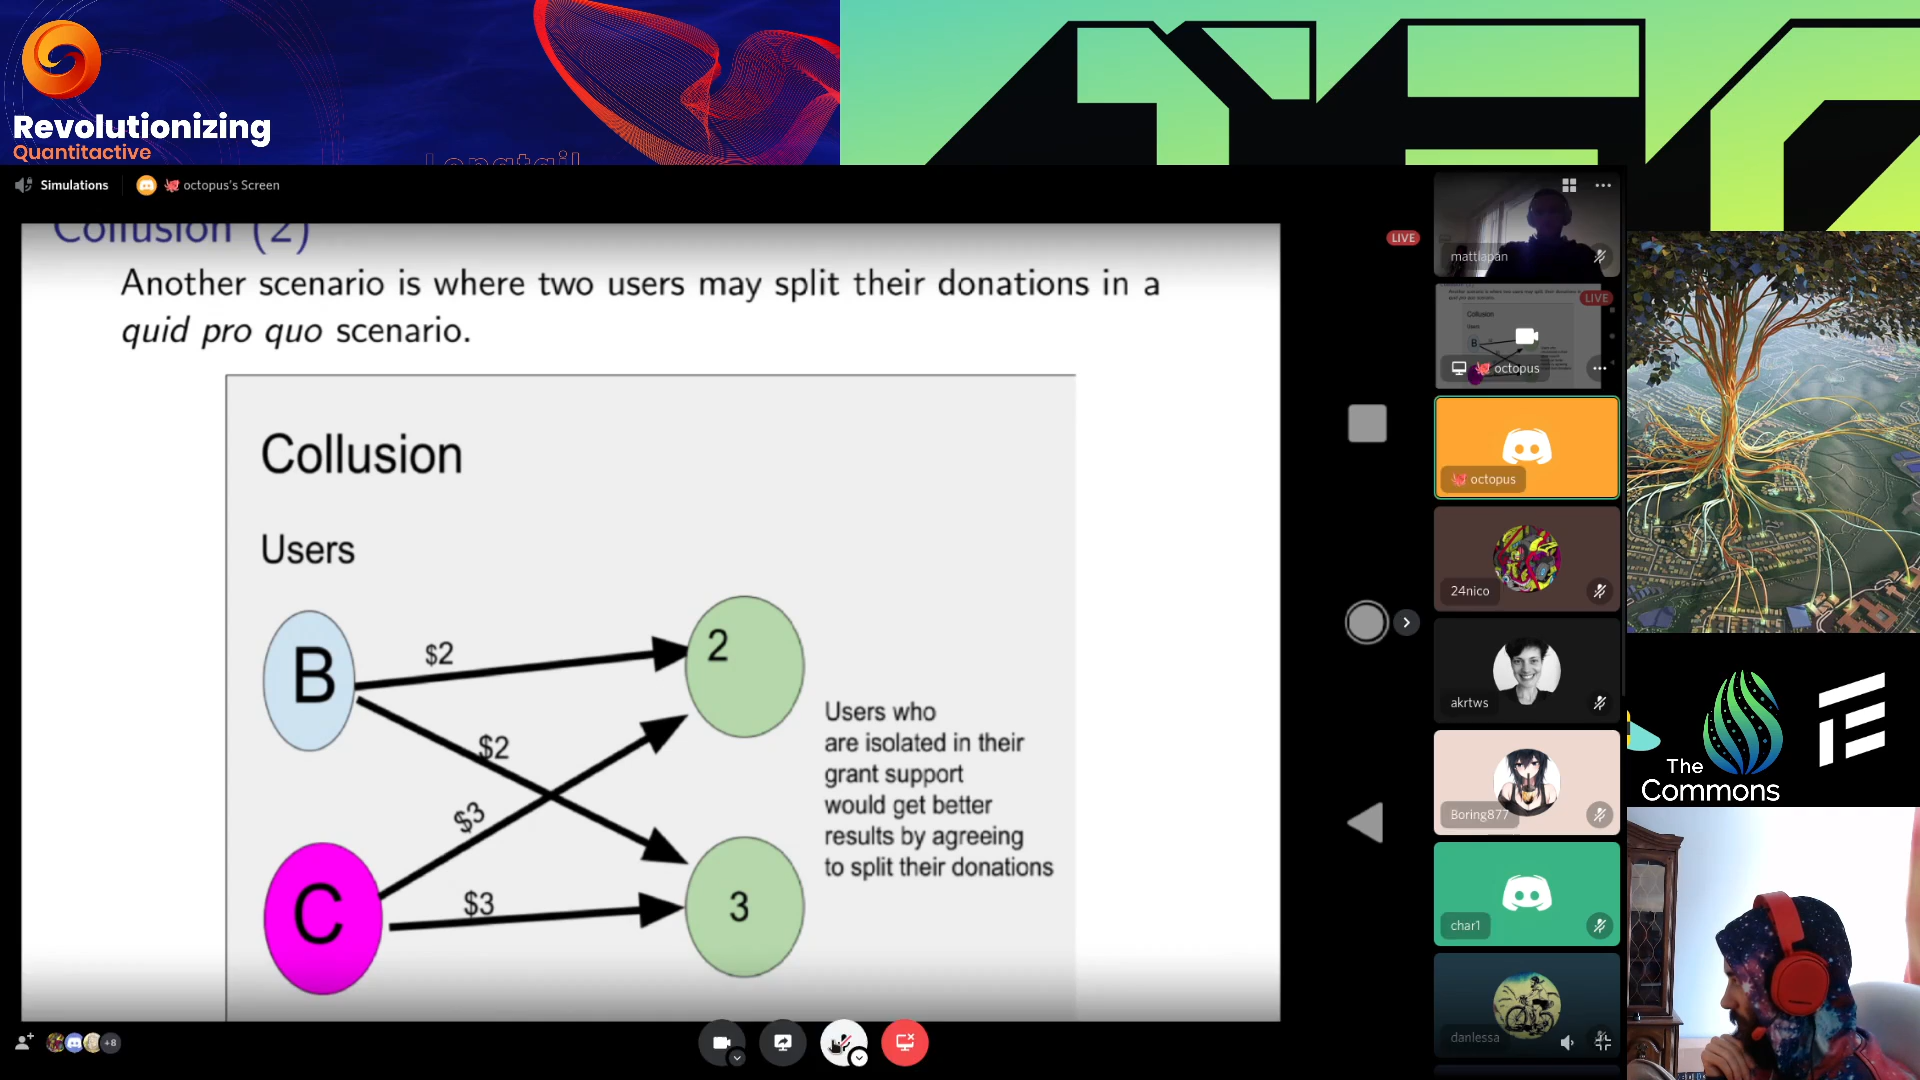 Revolutionizing
Quantitactive
Longtail
Simulations
octopus's Screen
Collusion (2)
Another scenario is where two users may split their donations in a
quid pro quo scenario.
Collusion
Users
B
$2
2
$2
Users who
are isolated in their
grant support
would get better
results by agreeing
to split their donations
$3
C
$3
3
LIVE
mattlapan
LIVE
octopus
octopus
24nico
akrtws
Boring877
char1
danlessa
The
Commons
+8